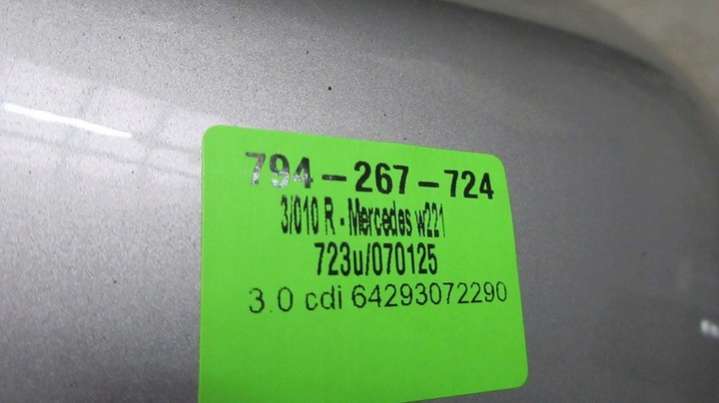 794-267-724
3/010 R - Mercedes w221
723u/070125
3.0 cdi 64293072290